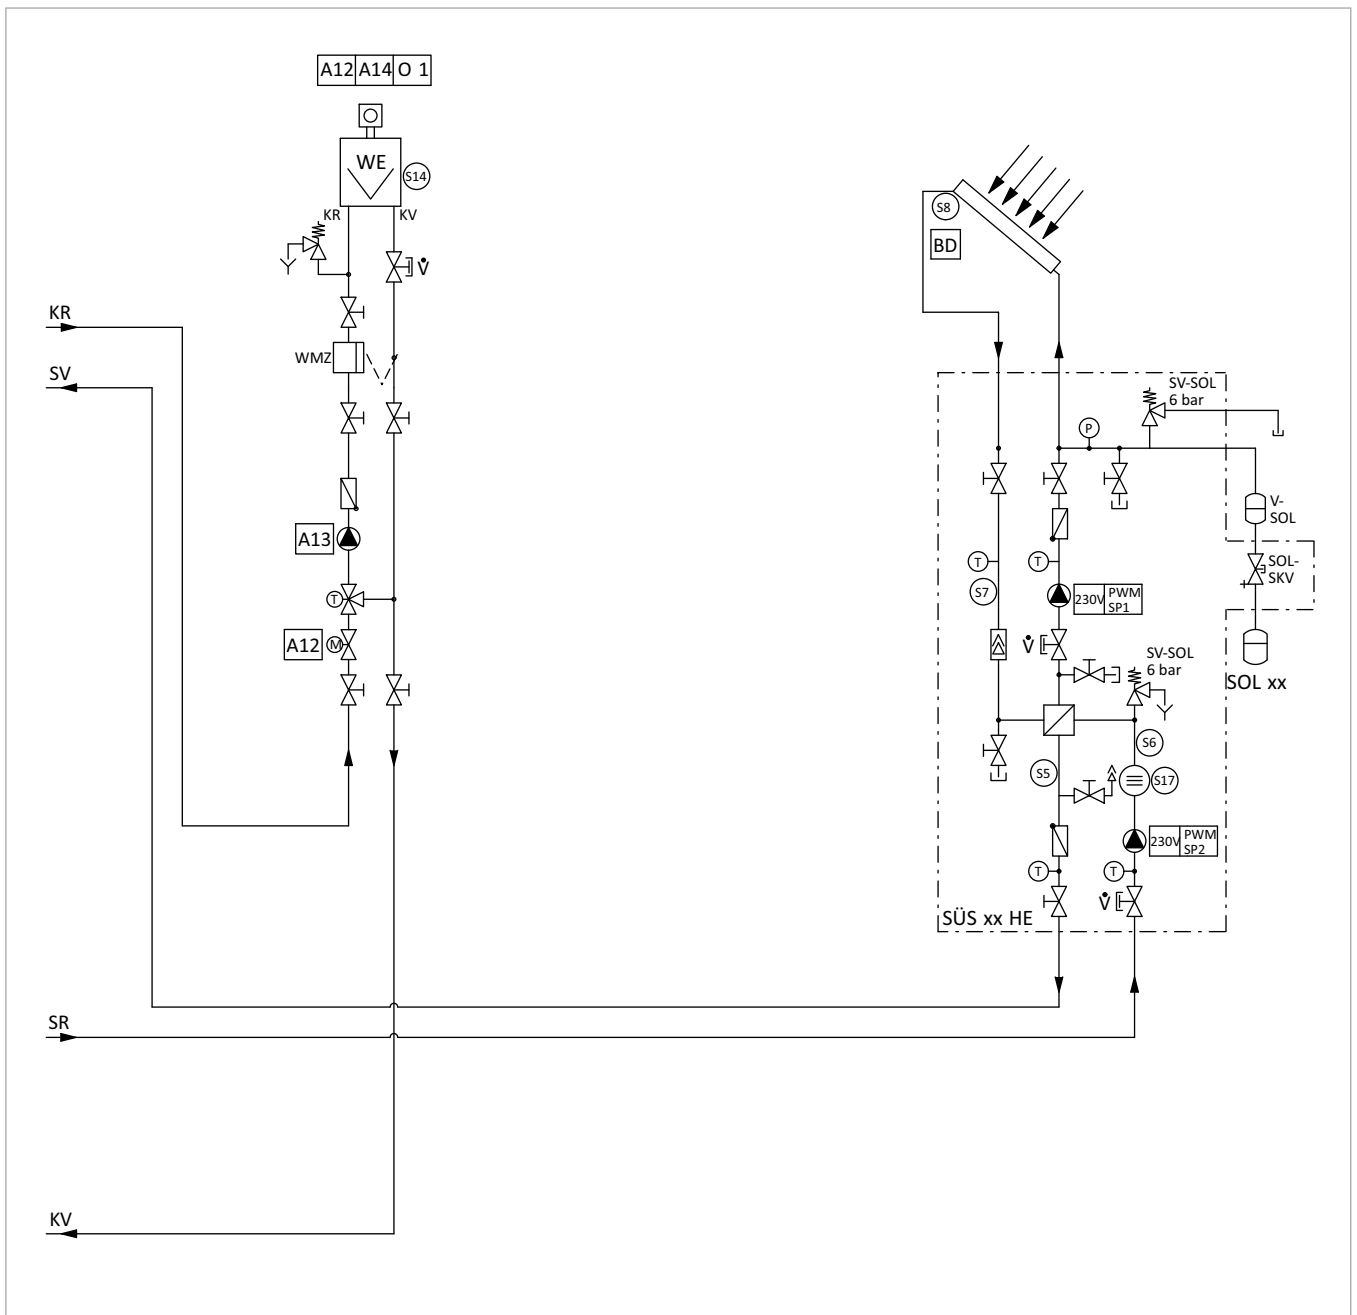 A12 A14 O 1
WE
S14
KR
KV
V̇
KR
WMZ
SV
A13
T
A12
M
S8
BD
SV-SOL
6 bar
P
V-
SOL
SOL-
SKV
T
T
S7
230V
PWM
SP1
V̇
SV-SOL
6 bar
SOL xx
S6
S5
S17
230V
PWM
SP2
T
T
V̇
SÜS xx HE
SR
KV